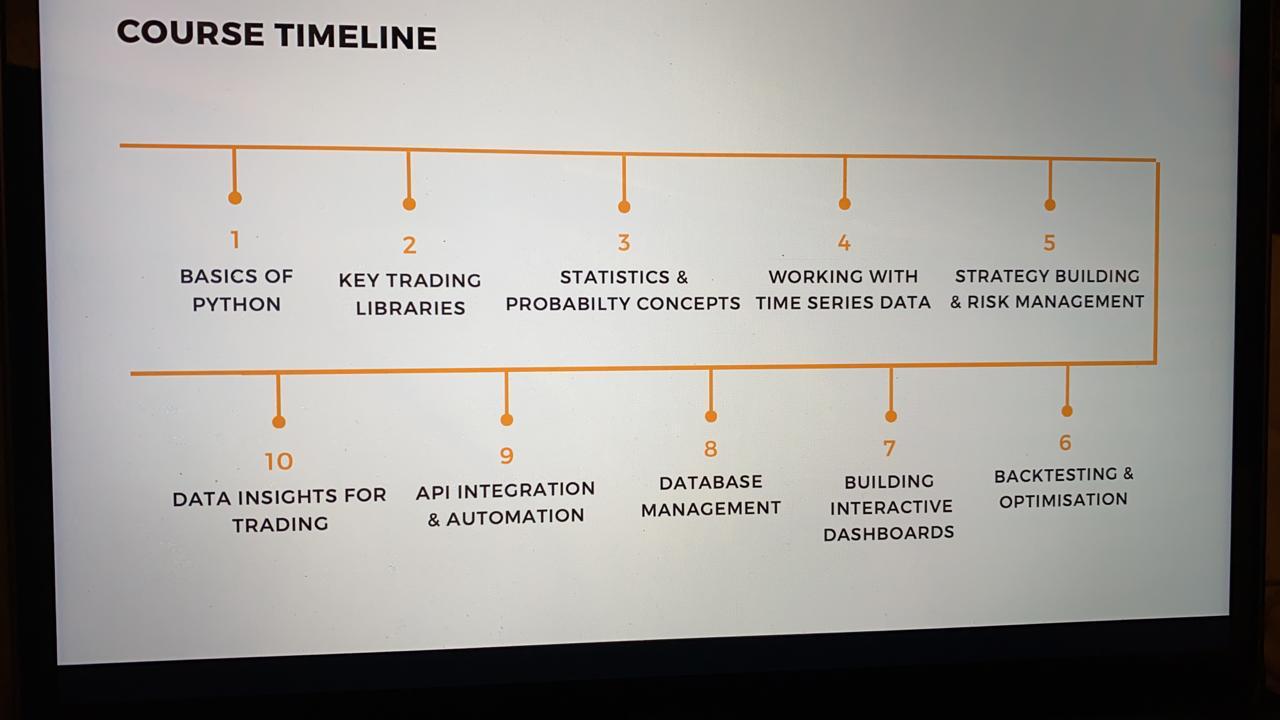 COURSE TIMELINE
1
BASICS OF
PYTHON
2
KEY TRADING
LIBRARIES
3
STATISTICS &
PROBABILTY CONCEPTS
4
WORKING WITH
TIME SERIES DATA
5
STRATEGY BUILDING
& RISK MANAGEMENT
6
BACKTESTING &
OPTIMISATION
7
BUILDING
INTERACTIVE
DASHBOARDS
8
DATABASE
MANAGEMENT
9
API INTEGRATION
& AUTOMATION
10
DATA INSIGHTS FOR
TRADING